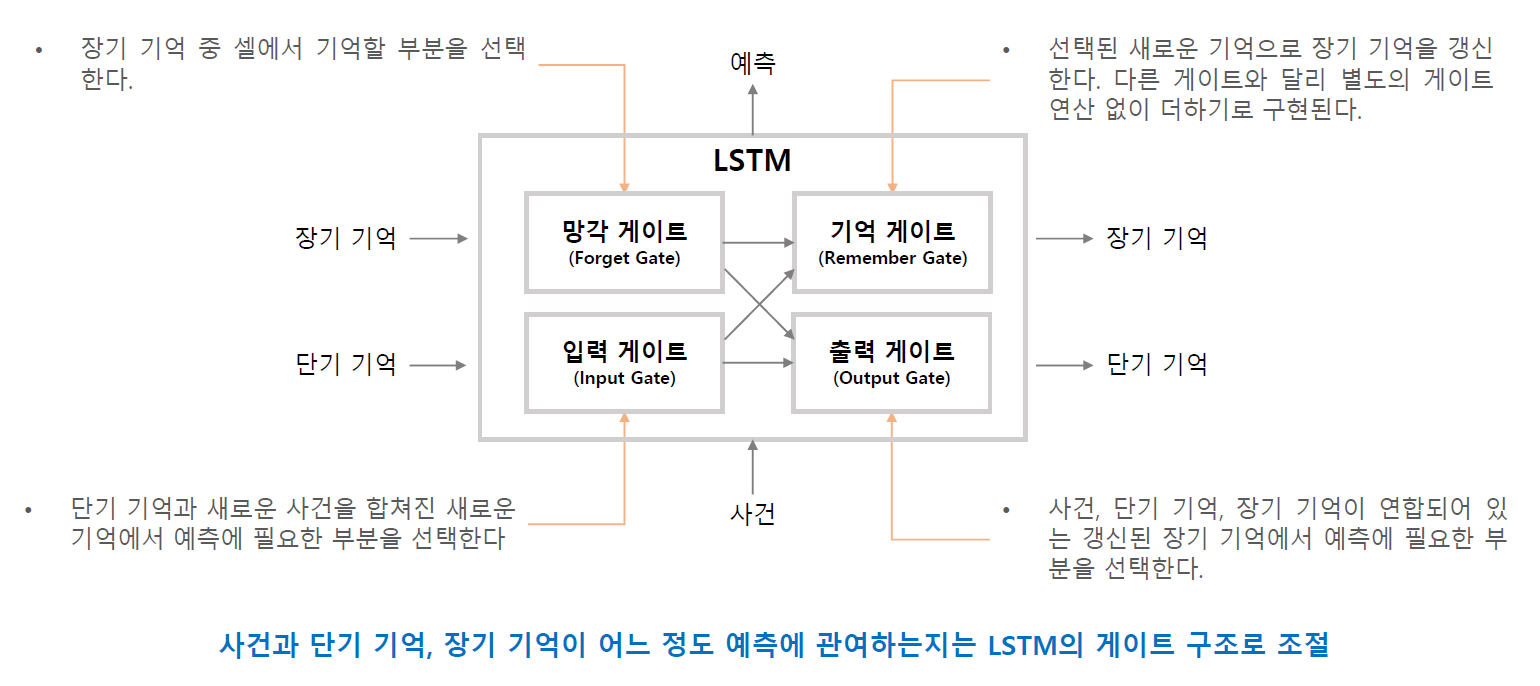 • 장기 기억 중 셀에서 기억할 부분을 선택
한다.
예측
• 선택된 새로운 기억으로 장기 기억을 갱신
한다. 다른 게이트와 달리 별도의 게이트
연산 없이 더하기로 구현된다.
LSTM
망각 게이트
(Forget Gate)
기억 게이트
(Remember Gate)
장기 기억
장기 기억
입력 게이트
(Input Gate)
출력 게이트
(Output Gate)
단기 기억
단기 기억
• 단기 기억과 새로운 사건을 합쳐진 새로운
기억에서 예측에 필요한 부분을 선택한다
사건
• 사건, 단기 기억, 장기 기억이 연합되어 있
는 갱신된 장기 기억에서 예측에 필요한 부
분을 선택한다.
사건과 단기 기억, 장기 기억이 어느 정도 예측에 관여하는지는 LSTM의 게이트 구조로 조절